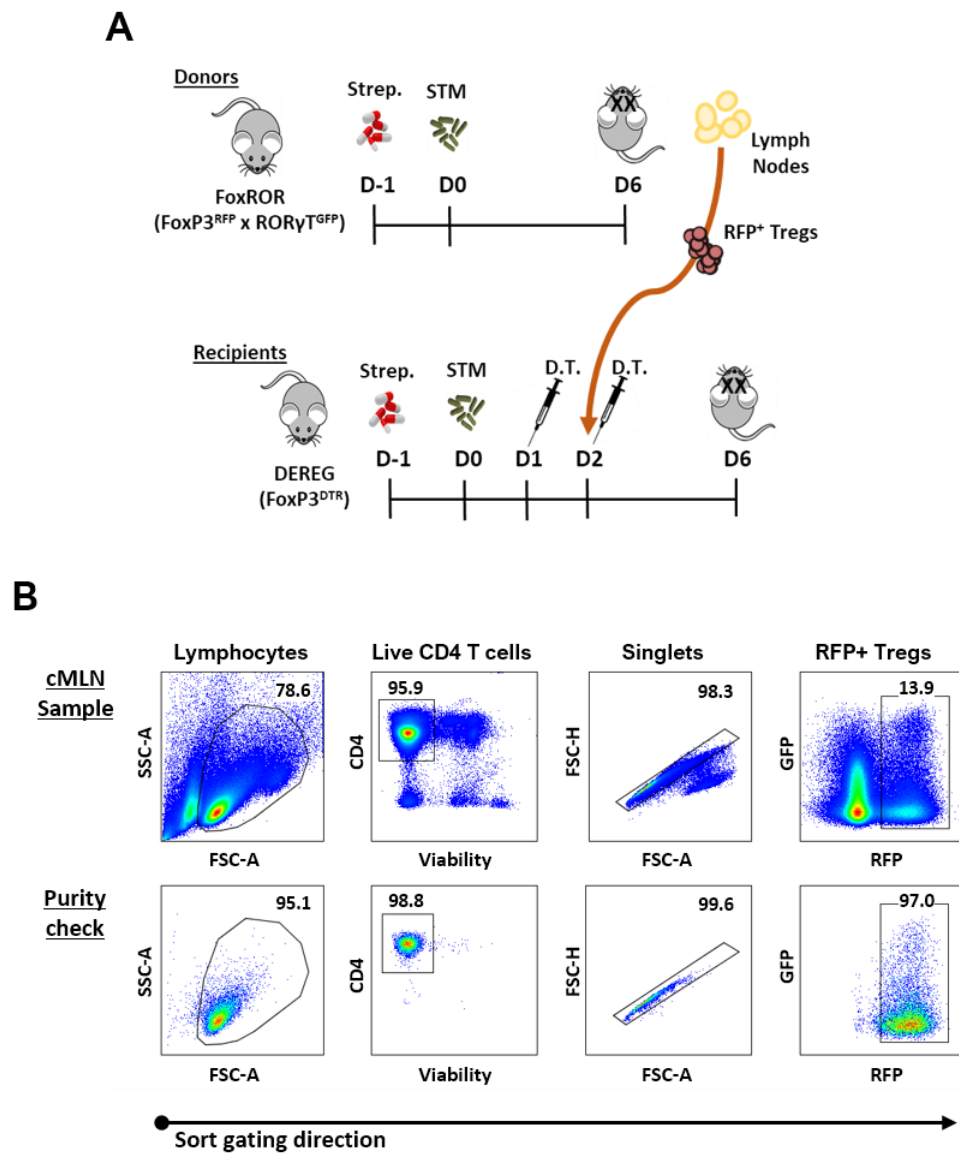 A
Donors
Strep.
STM
Lymph
Nodes
D-1
D0
D6
FoxROR
(FoxP3ᴿᶠᴾ x RORγTᴳᶠᴾ)
RFP⁺ Tregs
Recipients
Strep.
STM
D.T.
D.T.
XX
XX
D-1
D0
D1
D2
D6
DEREG
(FoxP3ᴰᵀᴿ)
B
Lymphocytes
Live CD4 T cells
Singlets
RFP+ Tregs
cMLN
Sample
78.6
95.9
98.3
13.9
SSC-A
CD4
FSC-H
GFP
FSC-A
Viability
FSC-A
RFP
Purity
check
95.1
98.8
99.6
97.0
SSC-A
CD4
FSC-H
GFP
FSC-A
Viability
FSC-A
RFP
Sort gating direction